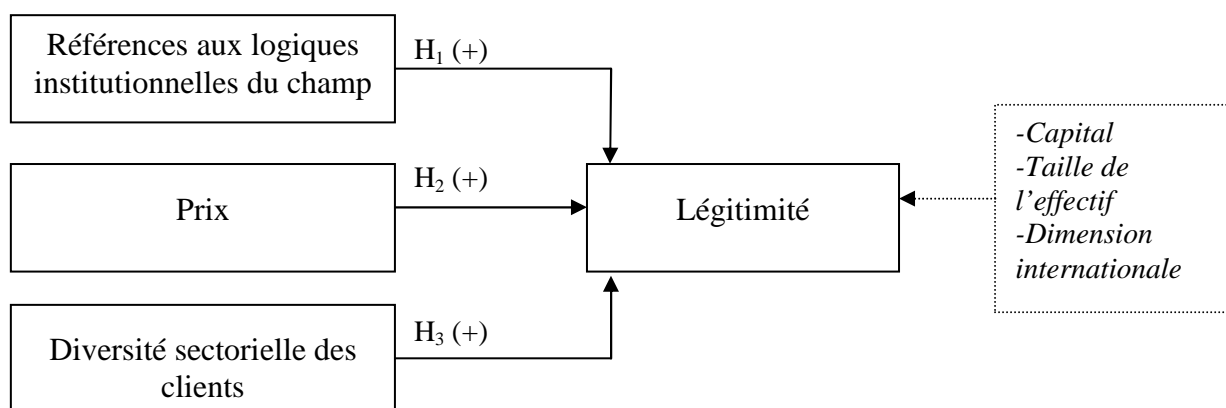 Références aux logiques
institutionnelles du champ
H₁ (+)
Prix
H₂ (+)
Diversité sectorielle des
clients
H₃ (+)
Légitimité
-Capital
-Taille de
l’effectif
-Dimension
internationale